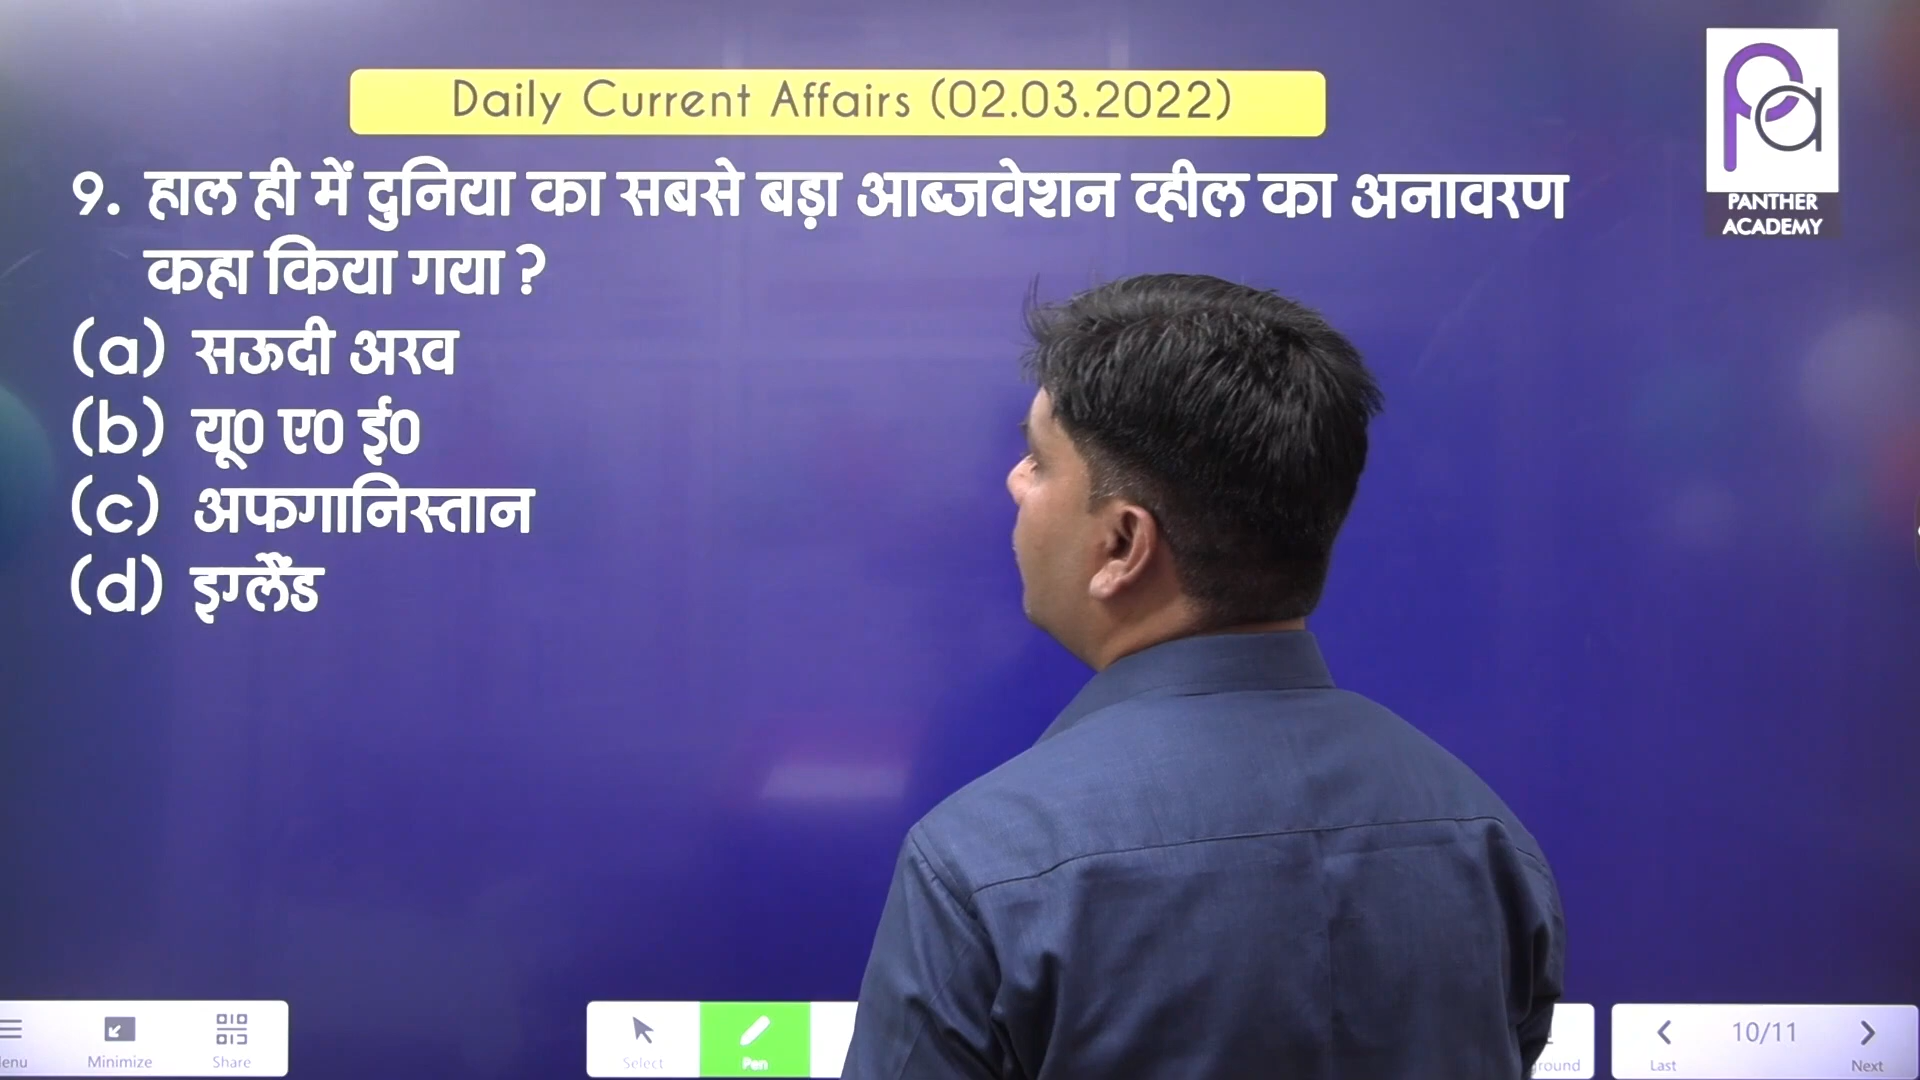 Daily Current Affairs (02.03.2022)
PANTHER
ACADEMY
9. हाल ही में दुनिया का सबसे बड़ा आब्जवेशन व्हील का अनावरण
कहा किया गया ?
(a) सऊदी अरव
(b) यू0 ए0 ई0
(c) अफगानिस्तान
(d) इग्लैंड
Minimize
Share
Select
Pen
Last
10/11
Next